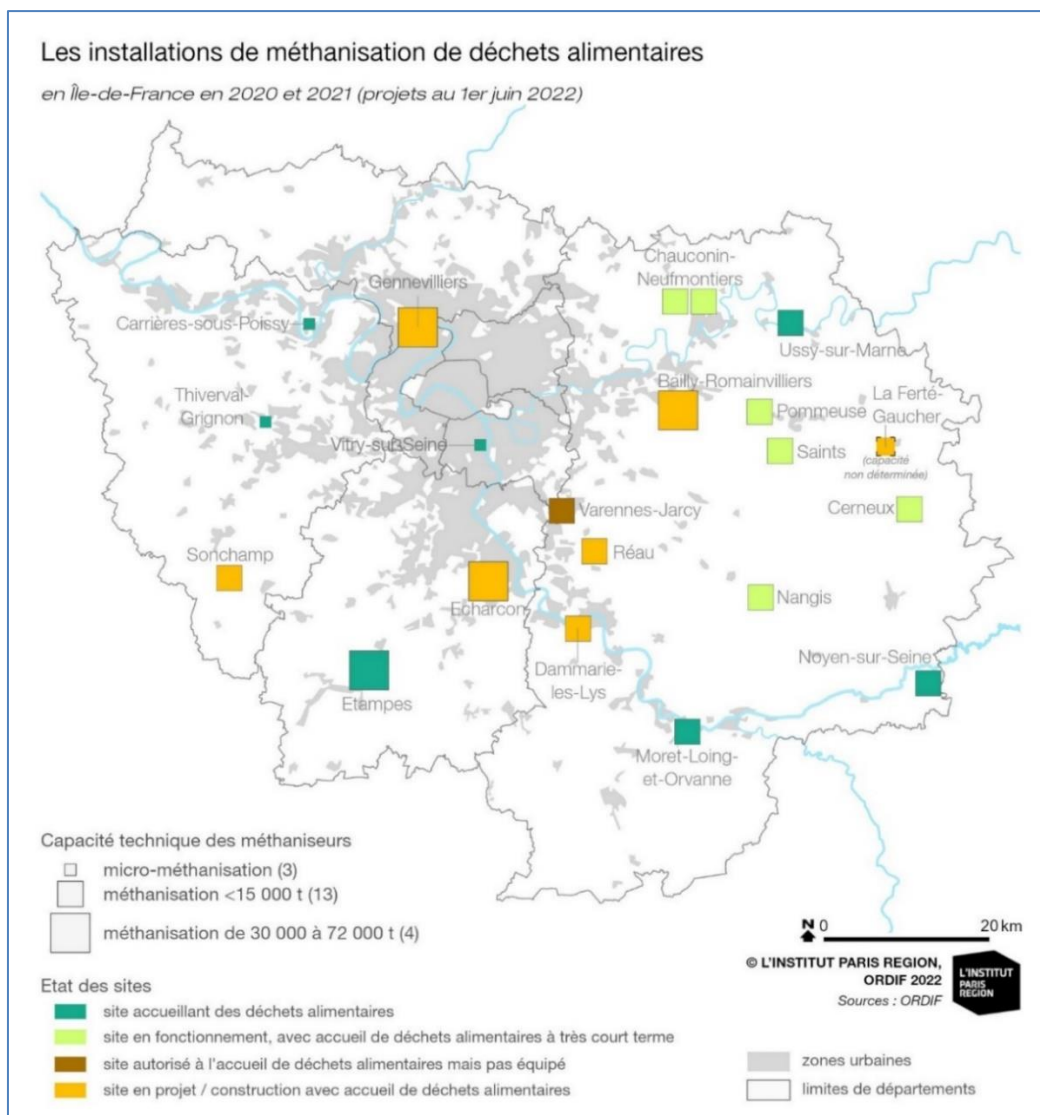 Les installations de méthanisation de déchets alimentaires
en Île-de-France en 2020 et 2021 (projets au 1er juin 2022)
Chauconin-
Neufmontiers
Gennevilliers
Carrières-sous-Poissy
Ussy-sur-Marne
Bailly-Romainvilliers
La Ferté-
Gaucher
Thiverval-
Grignon
Pommeuse
Vitry-sur-Seine
Saints
(capacité
non déterminée)
Varennes-Jarcy
Cerneux
Réau
Sonchamp
Echarcon
Nangis
Dammarie-
les-Lys
Noyen-sur-Seine
Etampes
Moret-Loing-
et-Orvanne
Capacité technique des méthaniseurs
micro-méthanisation (3)
méthanisation <15 000 t (13)
méthanisation de 30 000 à 72 000 t (4)
N 0 20 km
© L'INSTITUT PARIS REGION,
ORDIF 2022
Sources : ORDIF
L'INSTITUT
PARIS
REGION
Etat des sites
site accueillant des déchets alimentaires
site en fonctionnement, avec accueil de déchets alimentaires à très court terme
site autorisé à l'accueil de déchets alimentaires mais pas équipé
site en projet / construction avec accueil de déchets alimentaires
zones urbaines
limites de départements